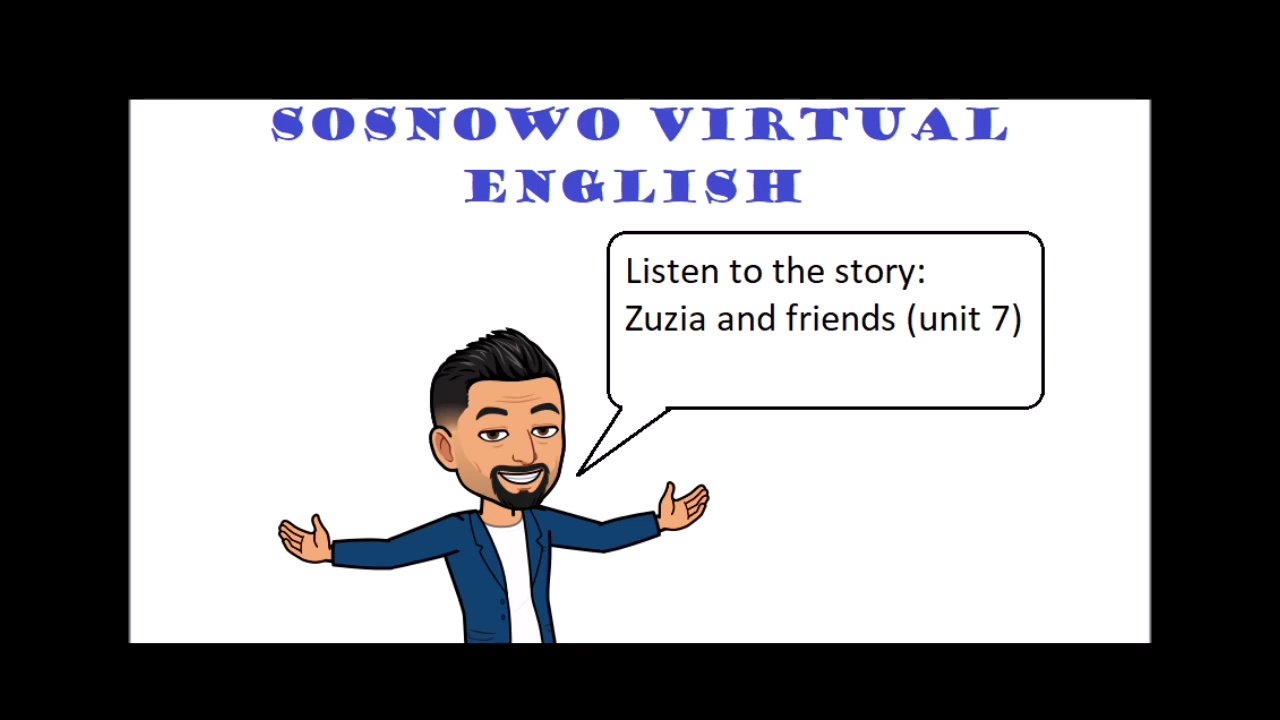 SOSNOWO VIRTUAL
ENGLISH
Listen to the story:
Zuzia and friends (unit 7)